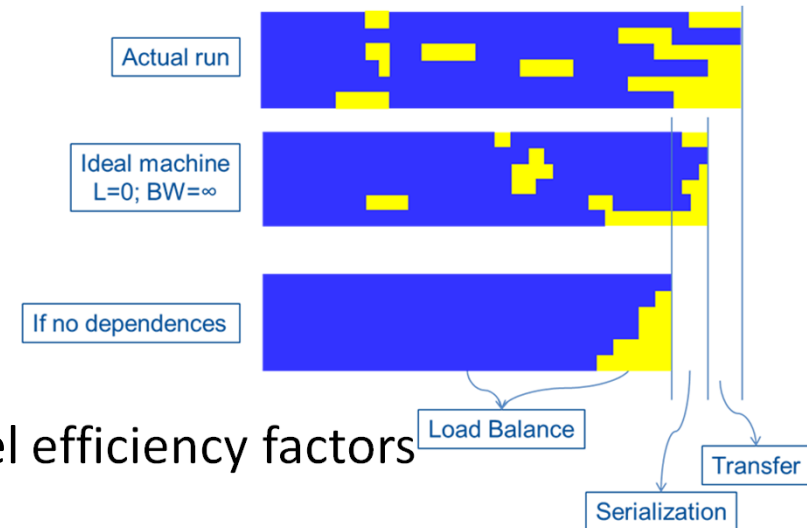 Actual run
Ideal machine
L=0; BW=∞
If no dependences
Load Balance
el efficiency factors
Transfer
Serialization